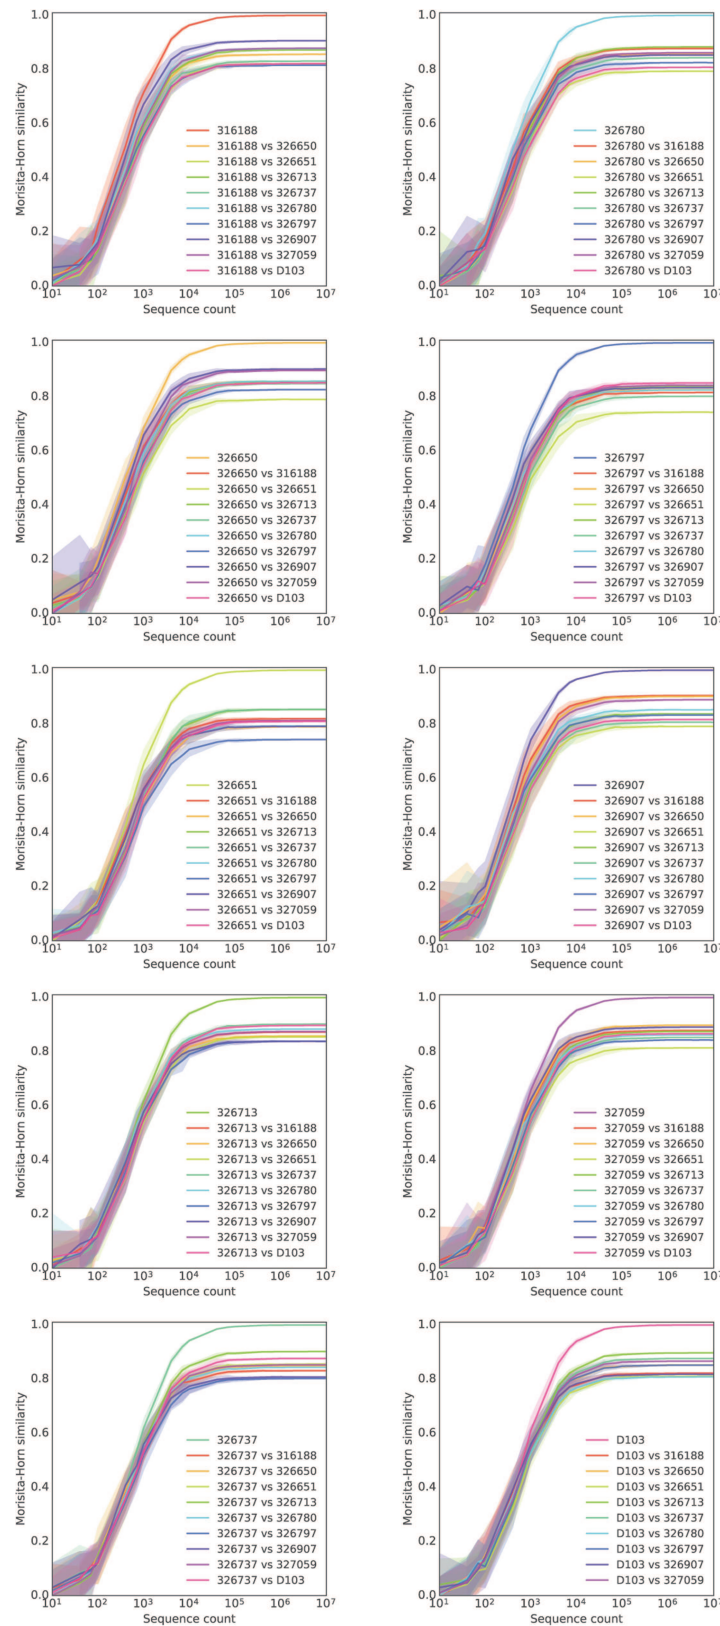 1.0
0.8
0.6
0.4
0.2
0.0
Morisita-Horn similarity
316188
316188 vs 326650
316188 vs 326651
316188 vs 326713
316188 vs 326737
316188 vs 326780
316188 vs 326797
316188 vs 326907
316188 vs 327059
316188 vs D103
10¹ 10² 10³ 10⁴ 10⁵ 10⁶ 10⁷
Sequence count
1.0
0.8
0.6
0.4
0.2
0.0
Morisita-Horn similarity
326780
326780 vs 316188
326780 vs 326650
326780 vs 326651
326780 vs 326713
326780 vs 326737
326780 vs 326797
326780 vs 326907
326780 vs 327059
326780 vs D103
10¹ 10² 10³ 10⁴ 10⁵ 10⁶ 10⁷
Sequence count
1.0
0.8
0.6
0.4
0.2
0.0
Morisita-Horn similarity
326650
326650 vs 316188
326650 vs 326651
326650 vs 326713
326650 vs 326737
326650 vs 326780
326650 vs 326797
326650 vs 326907
326650 vs 327059
326650 vs D103
10¹ 10² 10³ 10⁴ 10⁵ 10⁶ 10⁷
Sequence count
1.0
0.8
0.6
0.4
0.2
0.0
Morisita-Horn similarity
326797
326797 vs 316188
326797 vs 326650
326797 vs 326651
326797 vs 326713
326797 vs 326737
326797 vs 326780
326797 vs 326907
326797 vs 327059
326797 vs D103
10¹ 10² 10³ 10⁴ 10⁵ 10⁶ 10⁷
Sequence count
1.0
0.8
0.6
0.4
0.2
0.0
Morisita-Horn similarity
326651
326651 vs 316188
326651 vs 326650
326651 vs 326713
326651 vs 326737
326651 vs 326780
326651 vs 326797
326651 vs 326907
326651 vs 327059
326651 vs D103
10¹ 10² 10³ 10⁴ 10⁵ 10⁶ 10⁷
Sequence count
1.0
0.8
0.6
0.4
0.2
0.0
Morisita-Horn similarity
326907
326907 vs 316188
326907 vs 326650
326907 vs 326651
326907 vs 326713
326907 vs 326737
326907 vs 326780
326907 vs 326797
326907 vs 327059
326907 vs D103
10¹ 10² 10³ 10⁴ 10⁵ 10⁶ 10⁷
Sequence count
1.0
0.8
0.6
0.4
0.2
0.0
Morisita-Horn similarity
326713
326713 vs 316188
326713 vs 326650
326713 vs 326651
326713 vs 326737
326713 vs 326780
326713 vs 326797
326713 vs 326907
326713 vs 327059
326713 vs D103
10¹ 10² 10³ 10⁴ 10⁵ 10⁶ 10⁷
Sequence count
1.0
0.8
0.6
0.4
0.2
0.0
Morisita-Horn similarity
327059
327059 vs 316188
327059 vs 326650
327059 vs 326651
327059 vs 326713
327059 vs 326737
327059 vs 326780
327059 vs 326797
327059 vs 326907
327059 vs D103
10¹ 10² 10³ 10⁴ 10⁵ 10⁶ 10⁷
Sequence count
1.0
0.8
0.6
0.4
0.2
0.0
Morisita-Horn similarity
326737
326737 vs 316188
326737 vs 326650
326737 vs 326651
326737 vs 326713
326737 vs 326780
326737 vs 326797
326737 vs 326907
326737 vs 327059
326737 vs D103
10¹ 10² 10³ 10⁴ 10⁵ 10⁶ 10⁷
Sequence count
1.0
0.8
0.6
0.4
0.2
0.0
Morisita-Horn similarity
D103
D103 vs 316188
D103 vs 326650
D103 vs 326651
D103 vs 326713
D103 vs 326737
D103 vs 326780
D103 vs 326797
D103 vs 326907
D103 vs 327059
10¹ 10² 10³ 10⁴ 10⁵ 10⁶ 10⁷
Sequence count